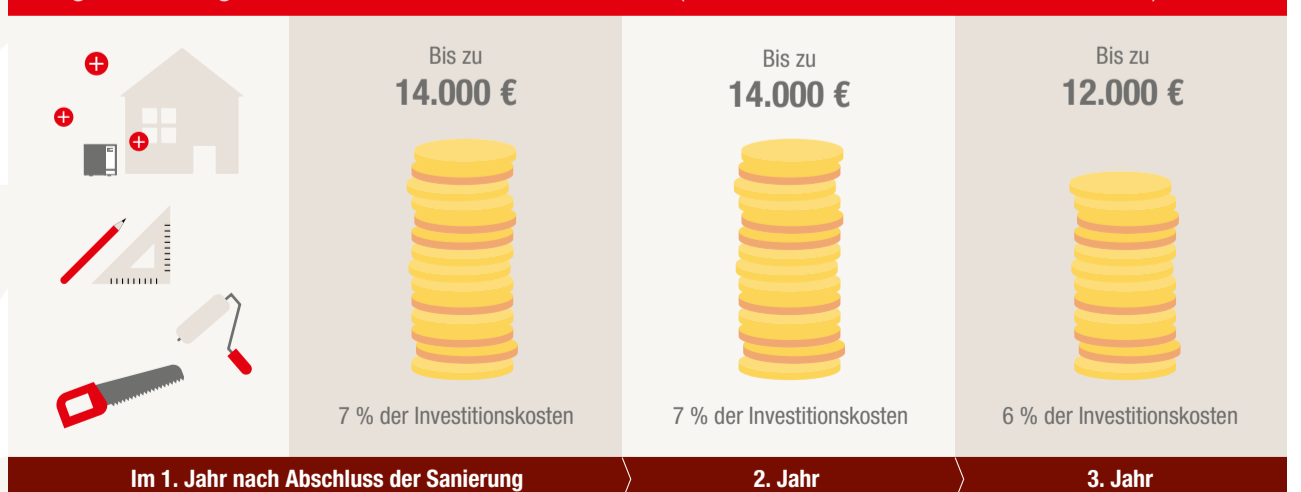 Bis zu
14.000 €
7 % der Investitionskosten
Bis zu
14.000 €
7 % der Investitionskosten
Bis zu
12.000 €
6 % der Investitionskosten
Im 1. Jahr nach Abschluss der Sanierung
2. Jahr
3. Jahr